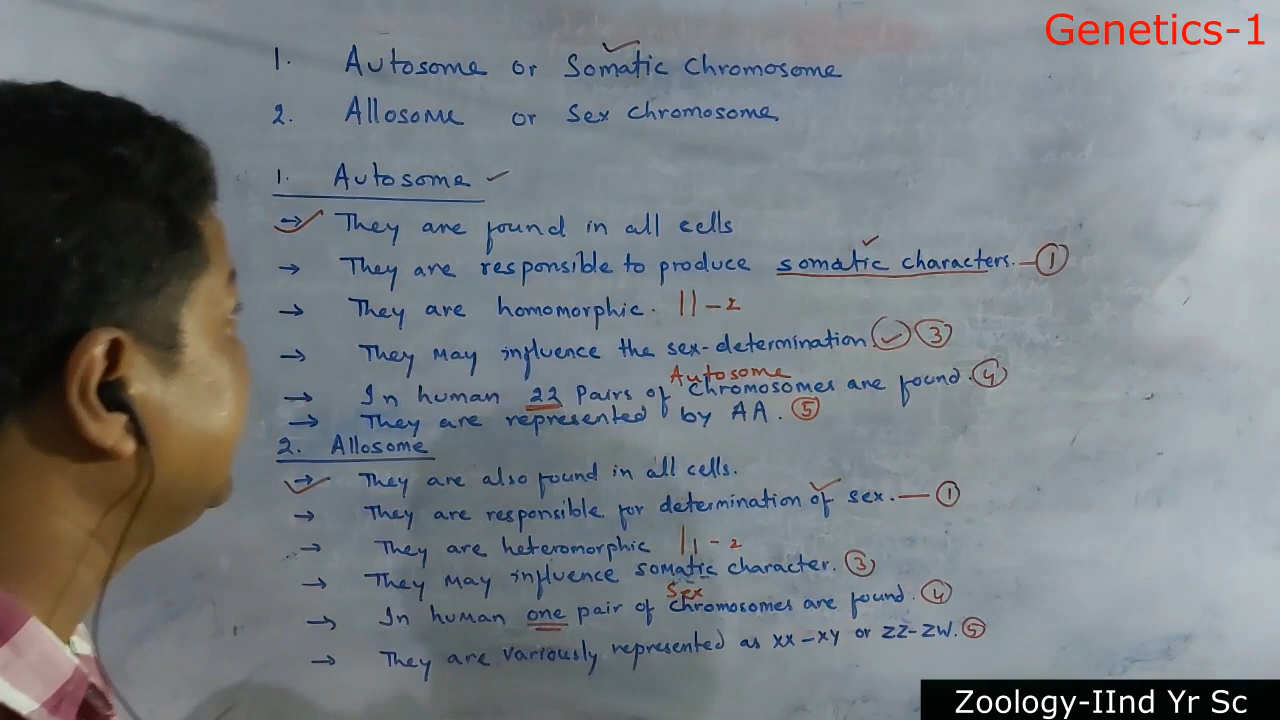 Genetics-1
1. Autosome or Somatic chromosome
2. Allosome or Sex chromosome
1. Autosome
→ They are found in all cells
→ They are responsible to produce somatic characters. — 1
→ They are homomorphic. || - 2
→ They may influence the sex-determination 3
Autosome
→ In human 22 pairs of chromosomes are found. 4
→ They are represented by AA. 5
2. Allosome
→ They are also found in all cells.
→ They are responsible for determination of sex. — 1
→ They are heteromorphic || - 2
→ They may influence somatic character. 3
Sex
→ In human one pair of chromosomes are found. 4
→ They are variously represented as XX-XY or ZZ-ZW. 5
Zoology-IInd Yr Sc